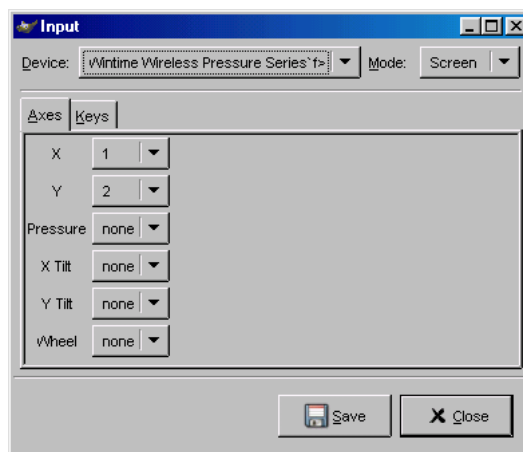 Input
Device: Wintime Wireless Pressure Series`f> Mode: Screen
Axes Keys
X 1
Y 2
Pressure none
X Tilt none
Y Tilt none
Wheel none
Save Close